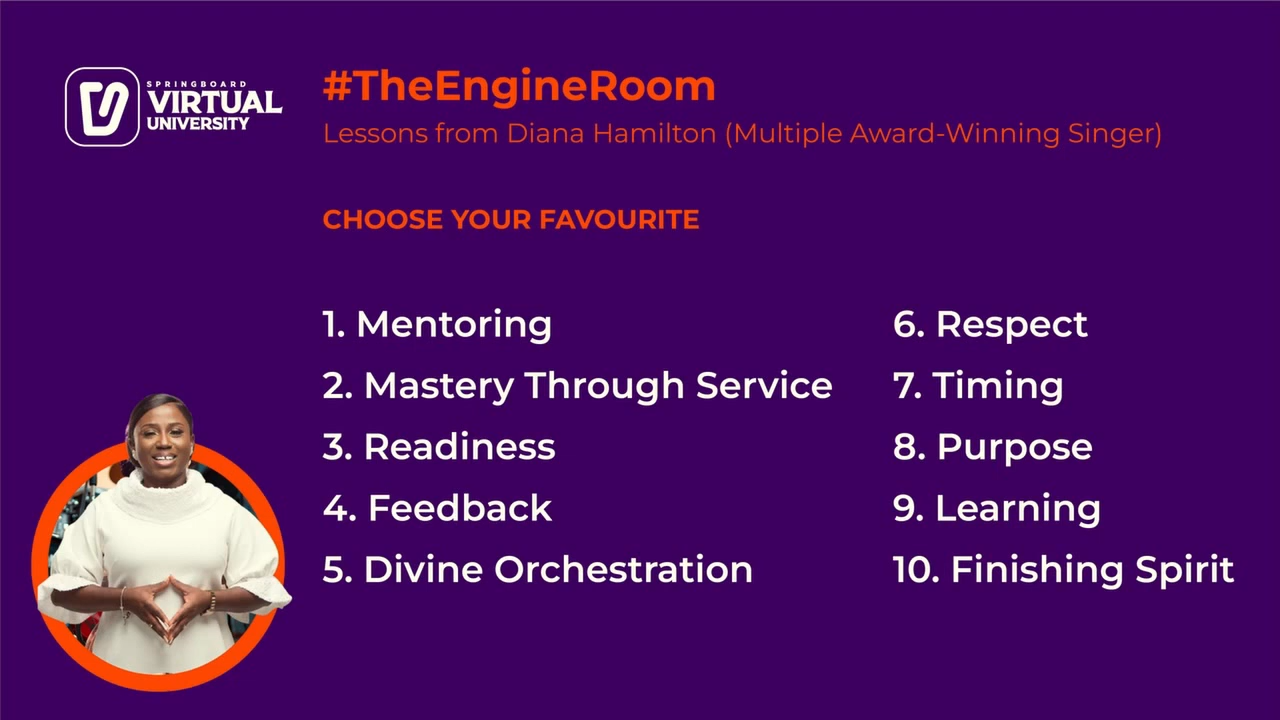 SPRINGBOARD
VIRTUAL
UNIVERSITY
#TheEngineRoom
Lessons from Diana Hamilton (Multiple Award-Winning Singer)
CHOOSE YOUR FAVOURITE
1. Mentoring
2. Mastery Through Service
3. Readiness
4. Feedback
5. Divine Orchestration
6. Respect
7. Timing
8. Purpose
9. Learning
10. Finishing Spirit